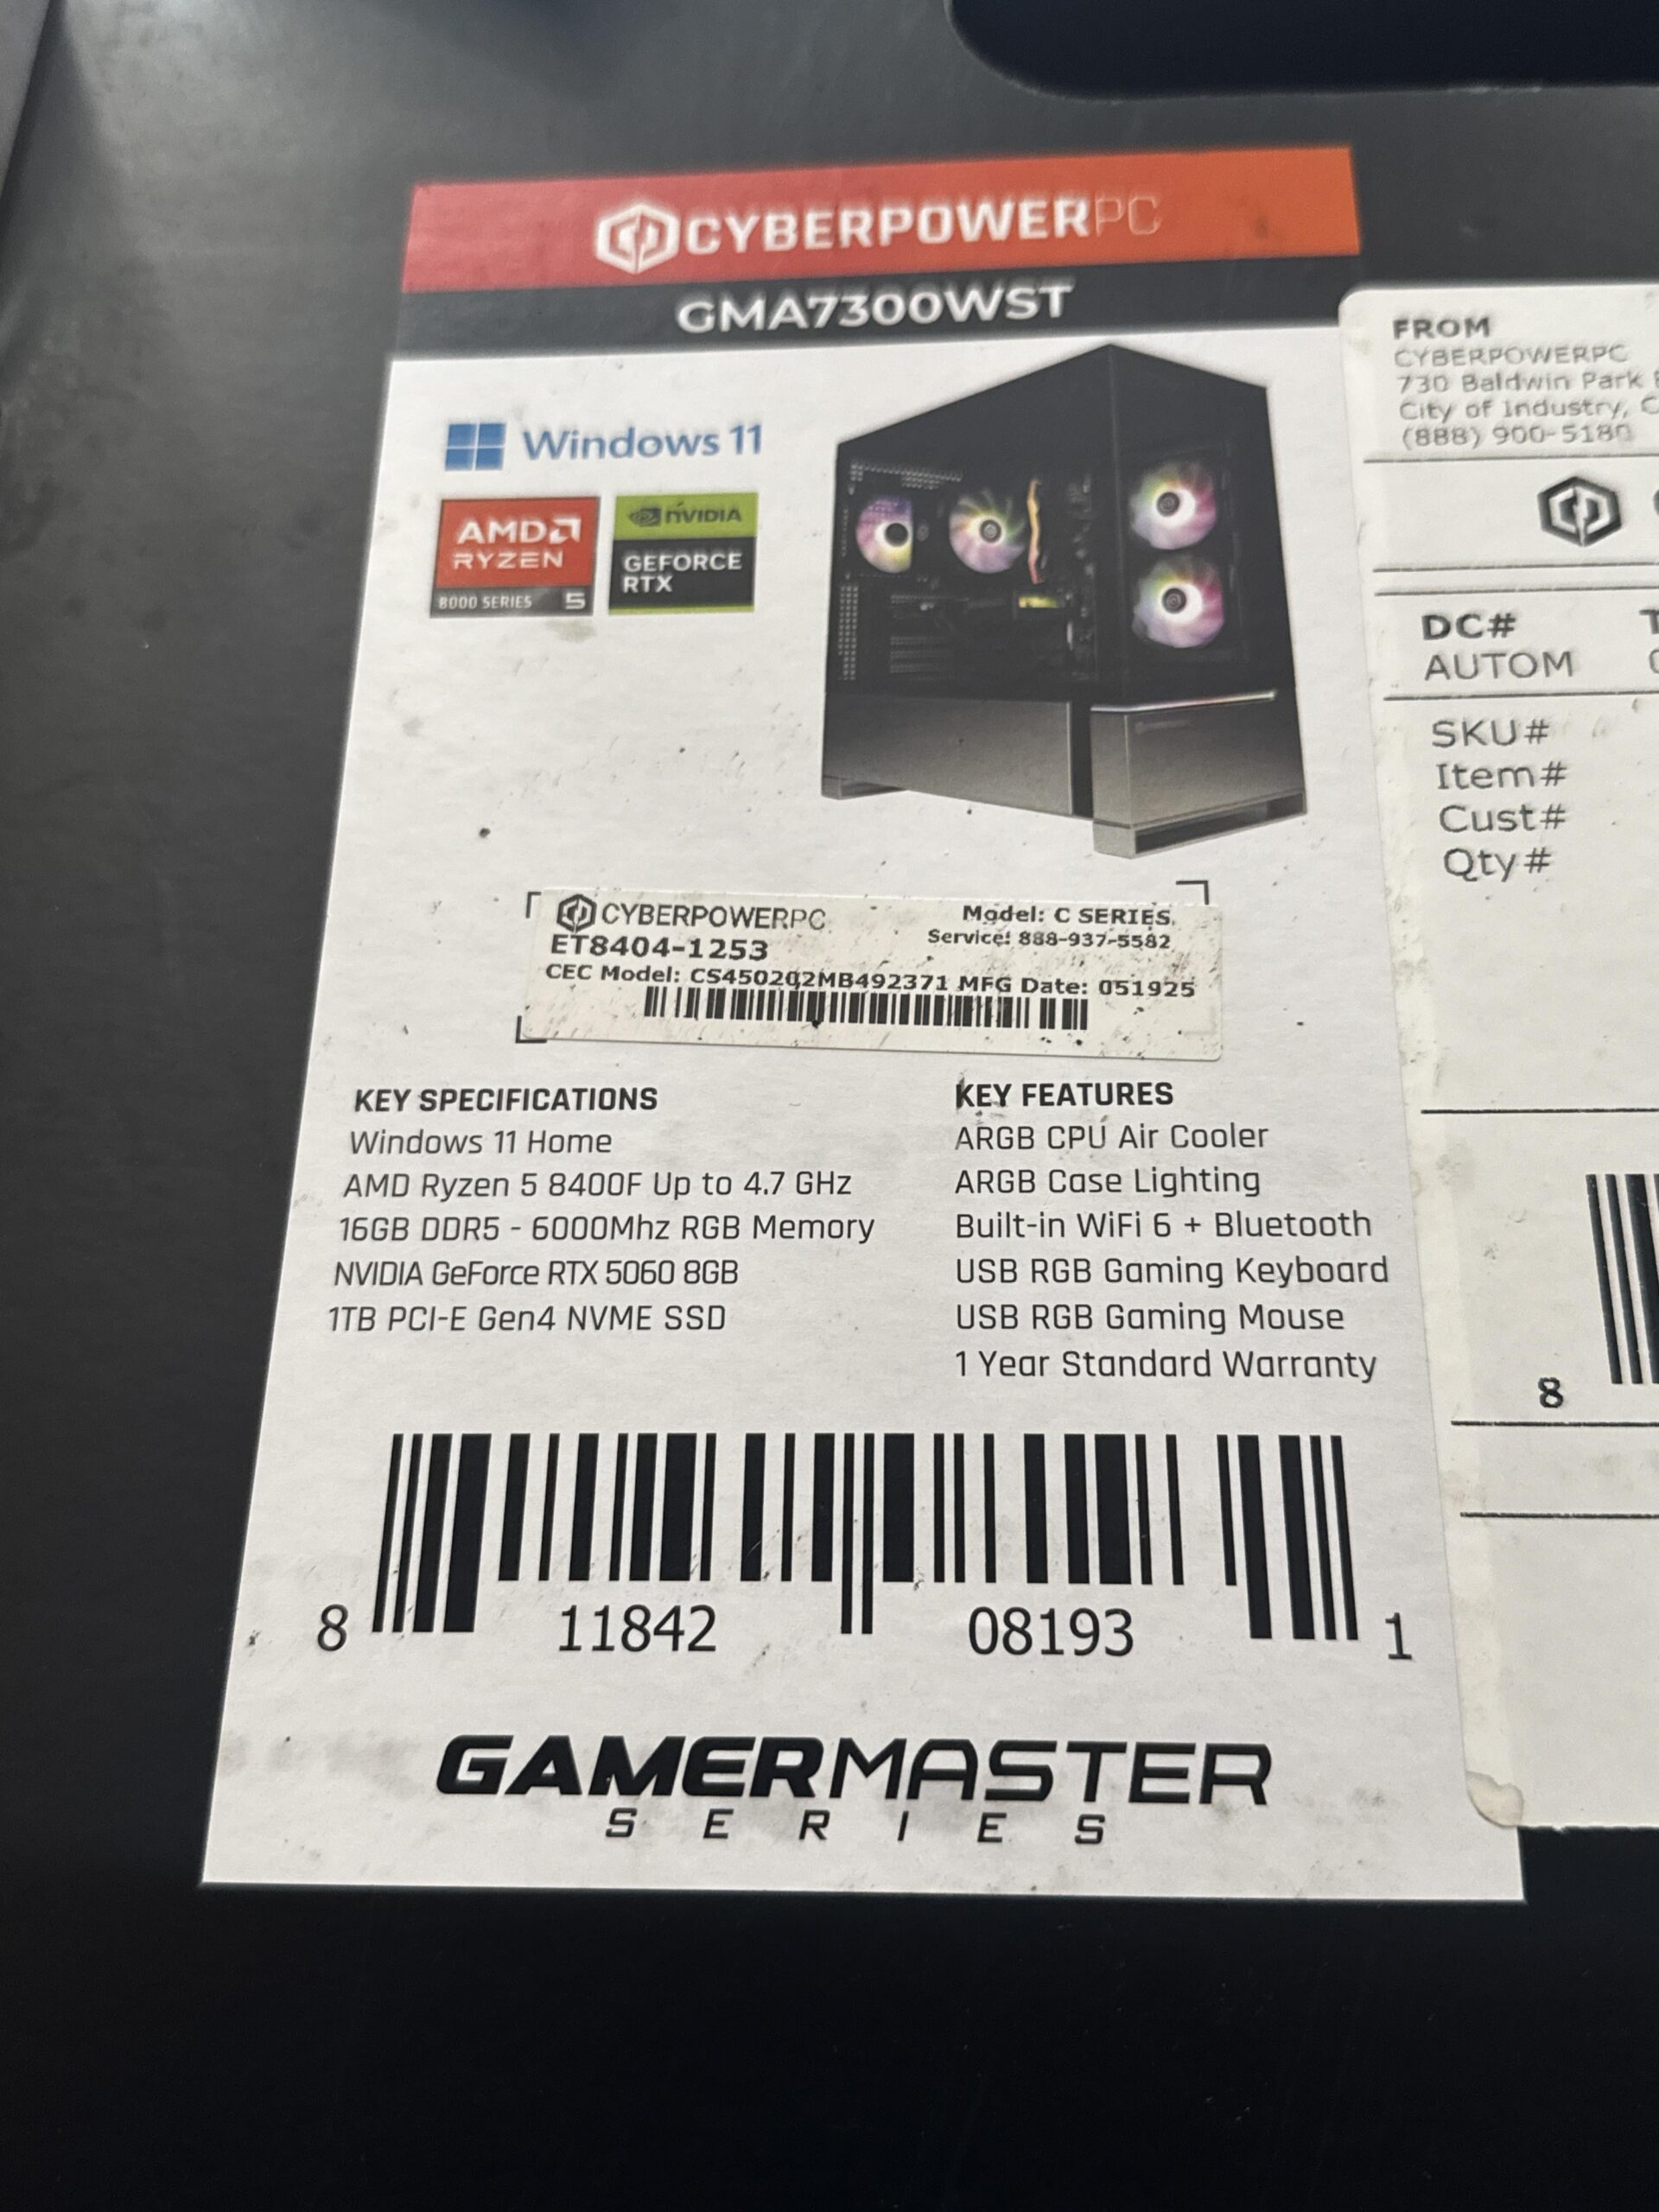 CYBERPOWERPC
GMA7300WST
Windows 11
AMD
RYZEN
8000 SERIES 5
NVIDIA
GEFORCE
RTX
CYBERPOWERPC
ET8404-1253
Model: C SERIES
Service: 888-937-5582
CEC Model: CS450202MB492371 MFG Date: 051925
KEY SPECIFICATIONS
Windows 11 Home
AMD Ryzen 5 8400F Up to 4.7 GHz
16GB DDR5 - 6000Mhz RGB Memory
NVIDIA GeForce RTX 5060 8GB
1TB PCI-E Gen4 NVME SSD
KEY FEATURES
ARGB CPU Air Cooler
ARGB Case Lighting
Built-in WiFi 6 + Bluetooth
USB RGB Gaming Keyboard
USB RGB Gaming Mouse
1 Year Standard Warranty
8 11842 08193 1
GAMERMASTER
SERIES
FROM
CYBERPOWERPC
730 Baldwin Park
City of Industry,
(888) 900-5180
DC#
AUTOM
SKU#
Item#
Cust#
Qty#
8